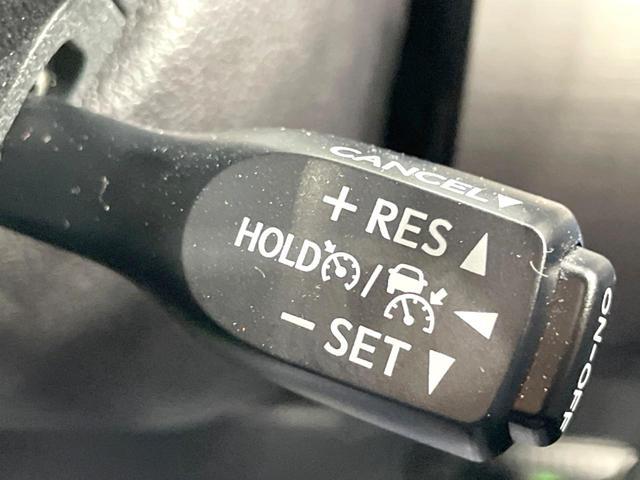 CANCEL▼
+ RES ▲
HOLD / ◀
− SET ▼
ON-OFF